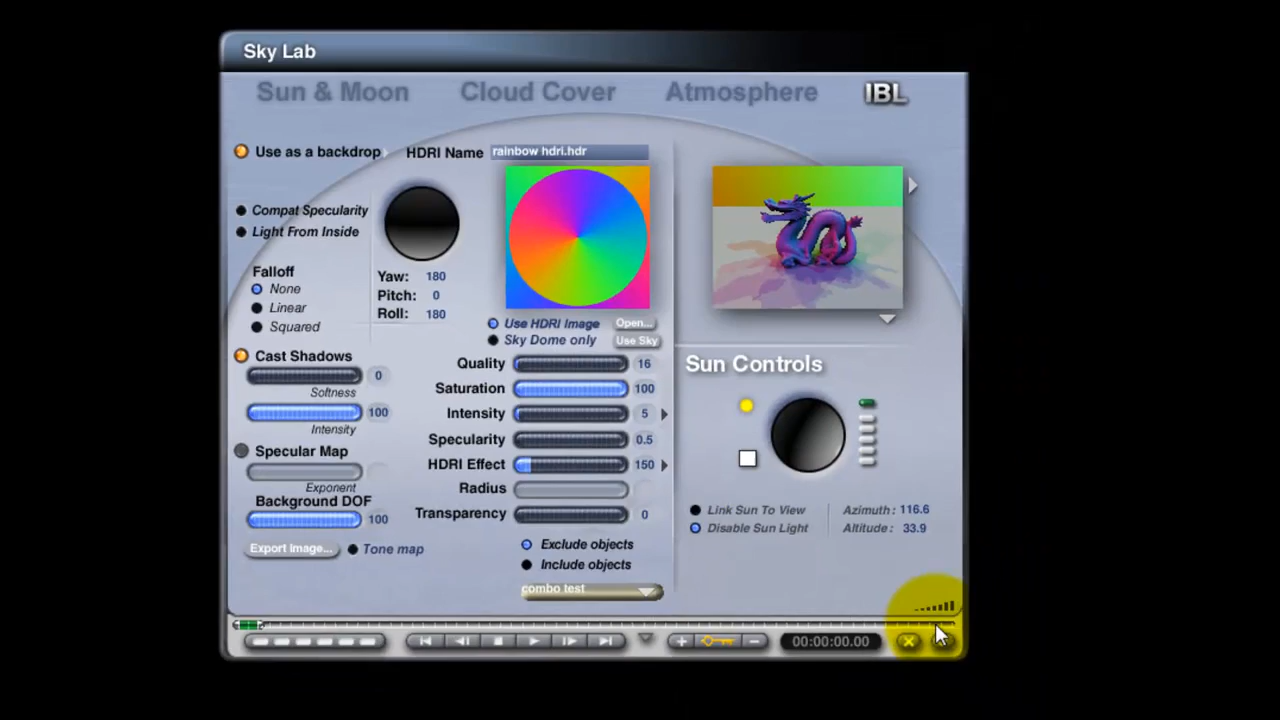 Sky Lab
Sun & Moon Cloud Cover Atmosphere IBL
Use as a backdrop HDRI Name rainbow hdri.hdr
Compat Specularity
Light From Inside
Falloff
None
Linear
Squared
Yaw: 180
Pitch: 0
Roll: 180
Use HDRI Image Open...
Sky Dome only Use Sky
Cast Shadows
0
Softness
100
Intensity
Specular Map
Exponent
Background DOF
100
Export Image... Tone map
Quality 16
Saturation 100
Intensity 5
Specularity 0.5
HDRI Effect 150
Radius
Transparency 0
Exclude objects
Include objects
combo test
Sun Controls
Link Sun To View Azimuth: 116.6
Disable Sun Light Altitude: 33.9
00:00:00.00